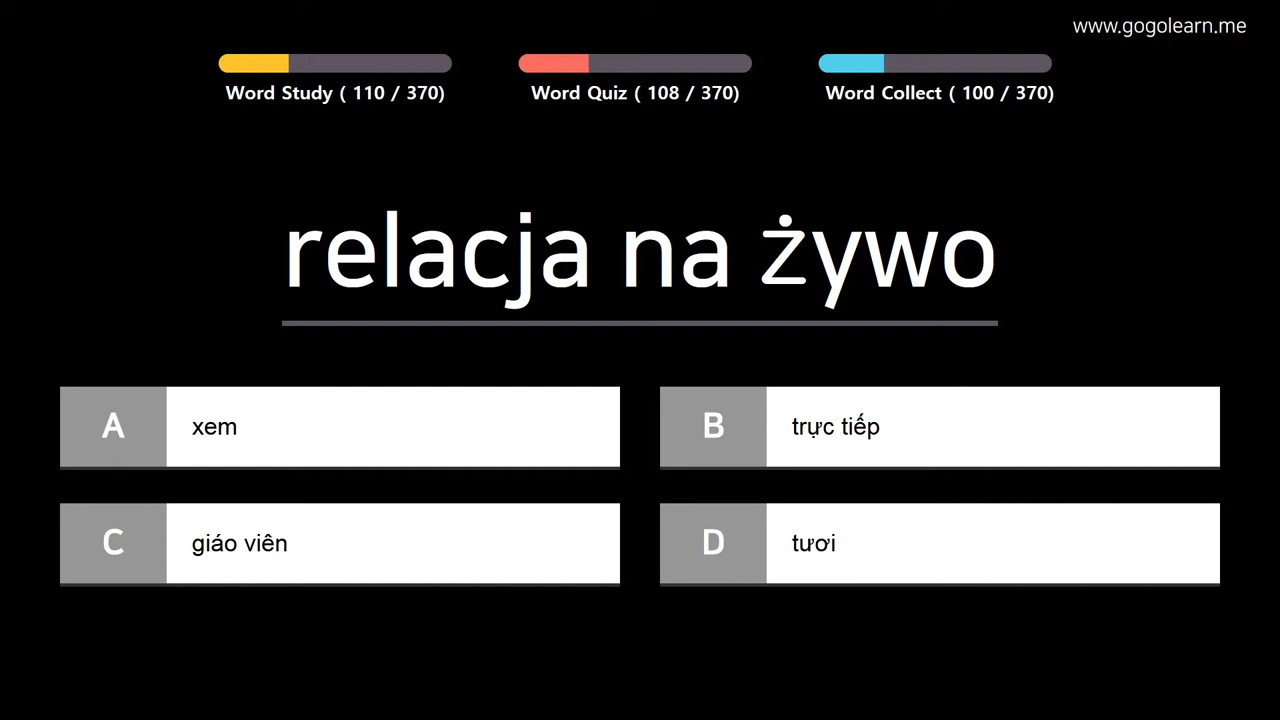 www.gogolearn.me
Word Study ( 110 / 370)
Word Quiz ( 108 / 370)
Word Collect ( 100 / 370)
relacja na żywo
A xem
B trực tiếp
C giáo viên
D tươi